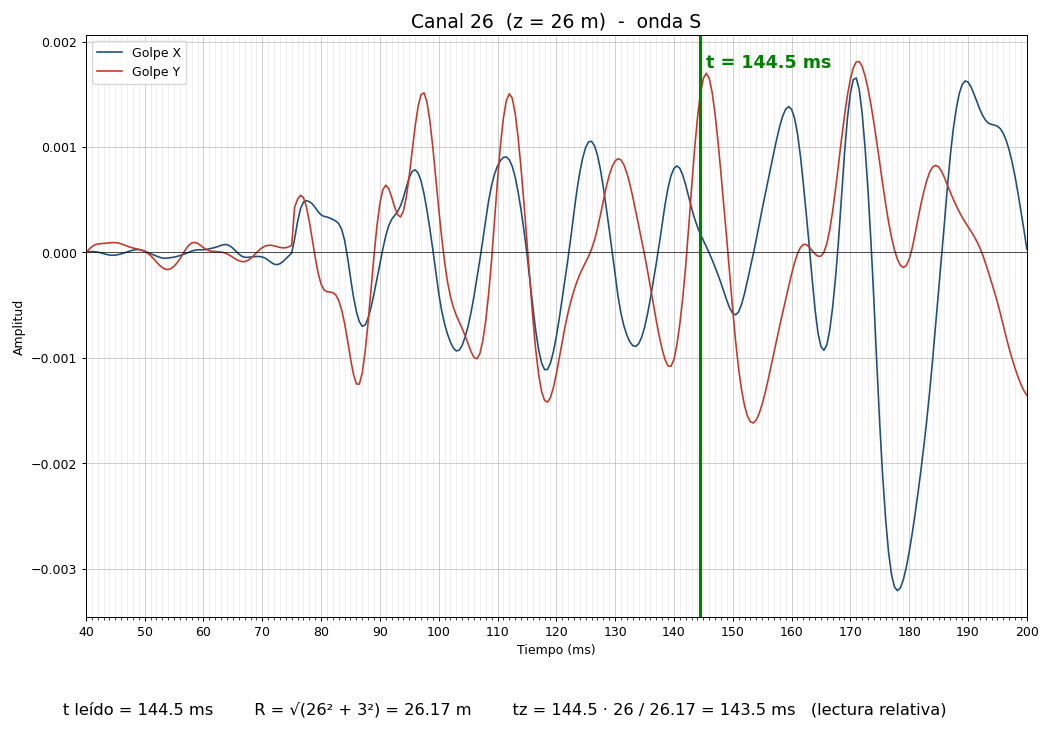 Canal 26 (z = 26 m) - onda S
Golpe X
Golpe Y
t = 144.5 ms
0.002
0.001
0.000
−0.001
−0.002
−0.003
Amplitud
40 50 60 70 80 90 100 110 120 130 140 150 160 170 180 190 200
Tiempo (ms)
t leído = 144.5 ms R = √(26² + 3²) = 26.17 m tz = 144.5 · 26 / 26.17 = 143.5 ms (lectura relativa)